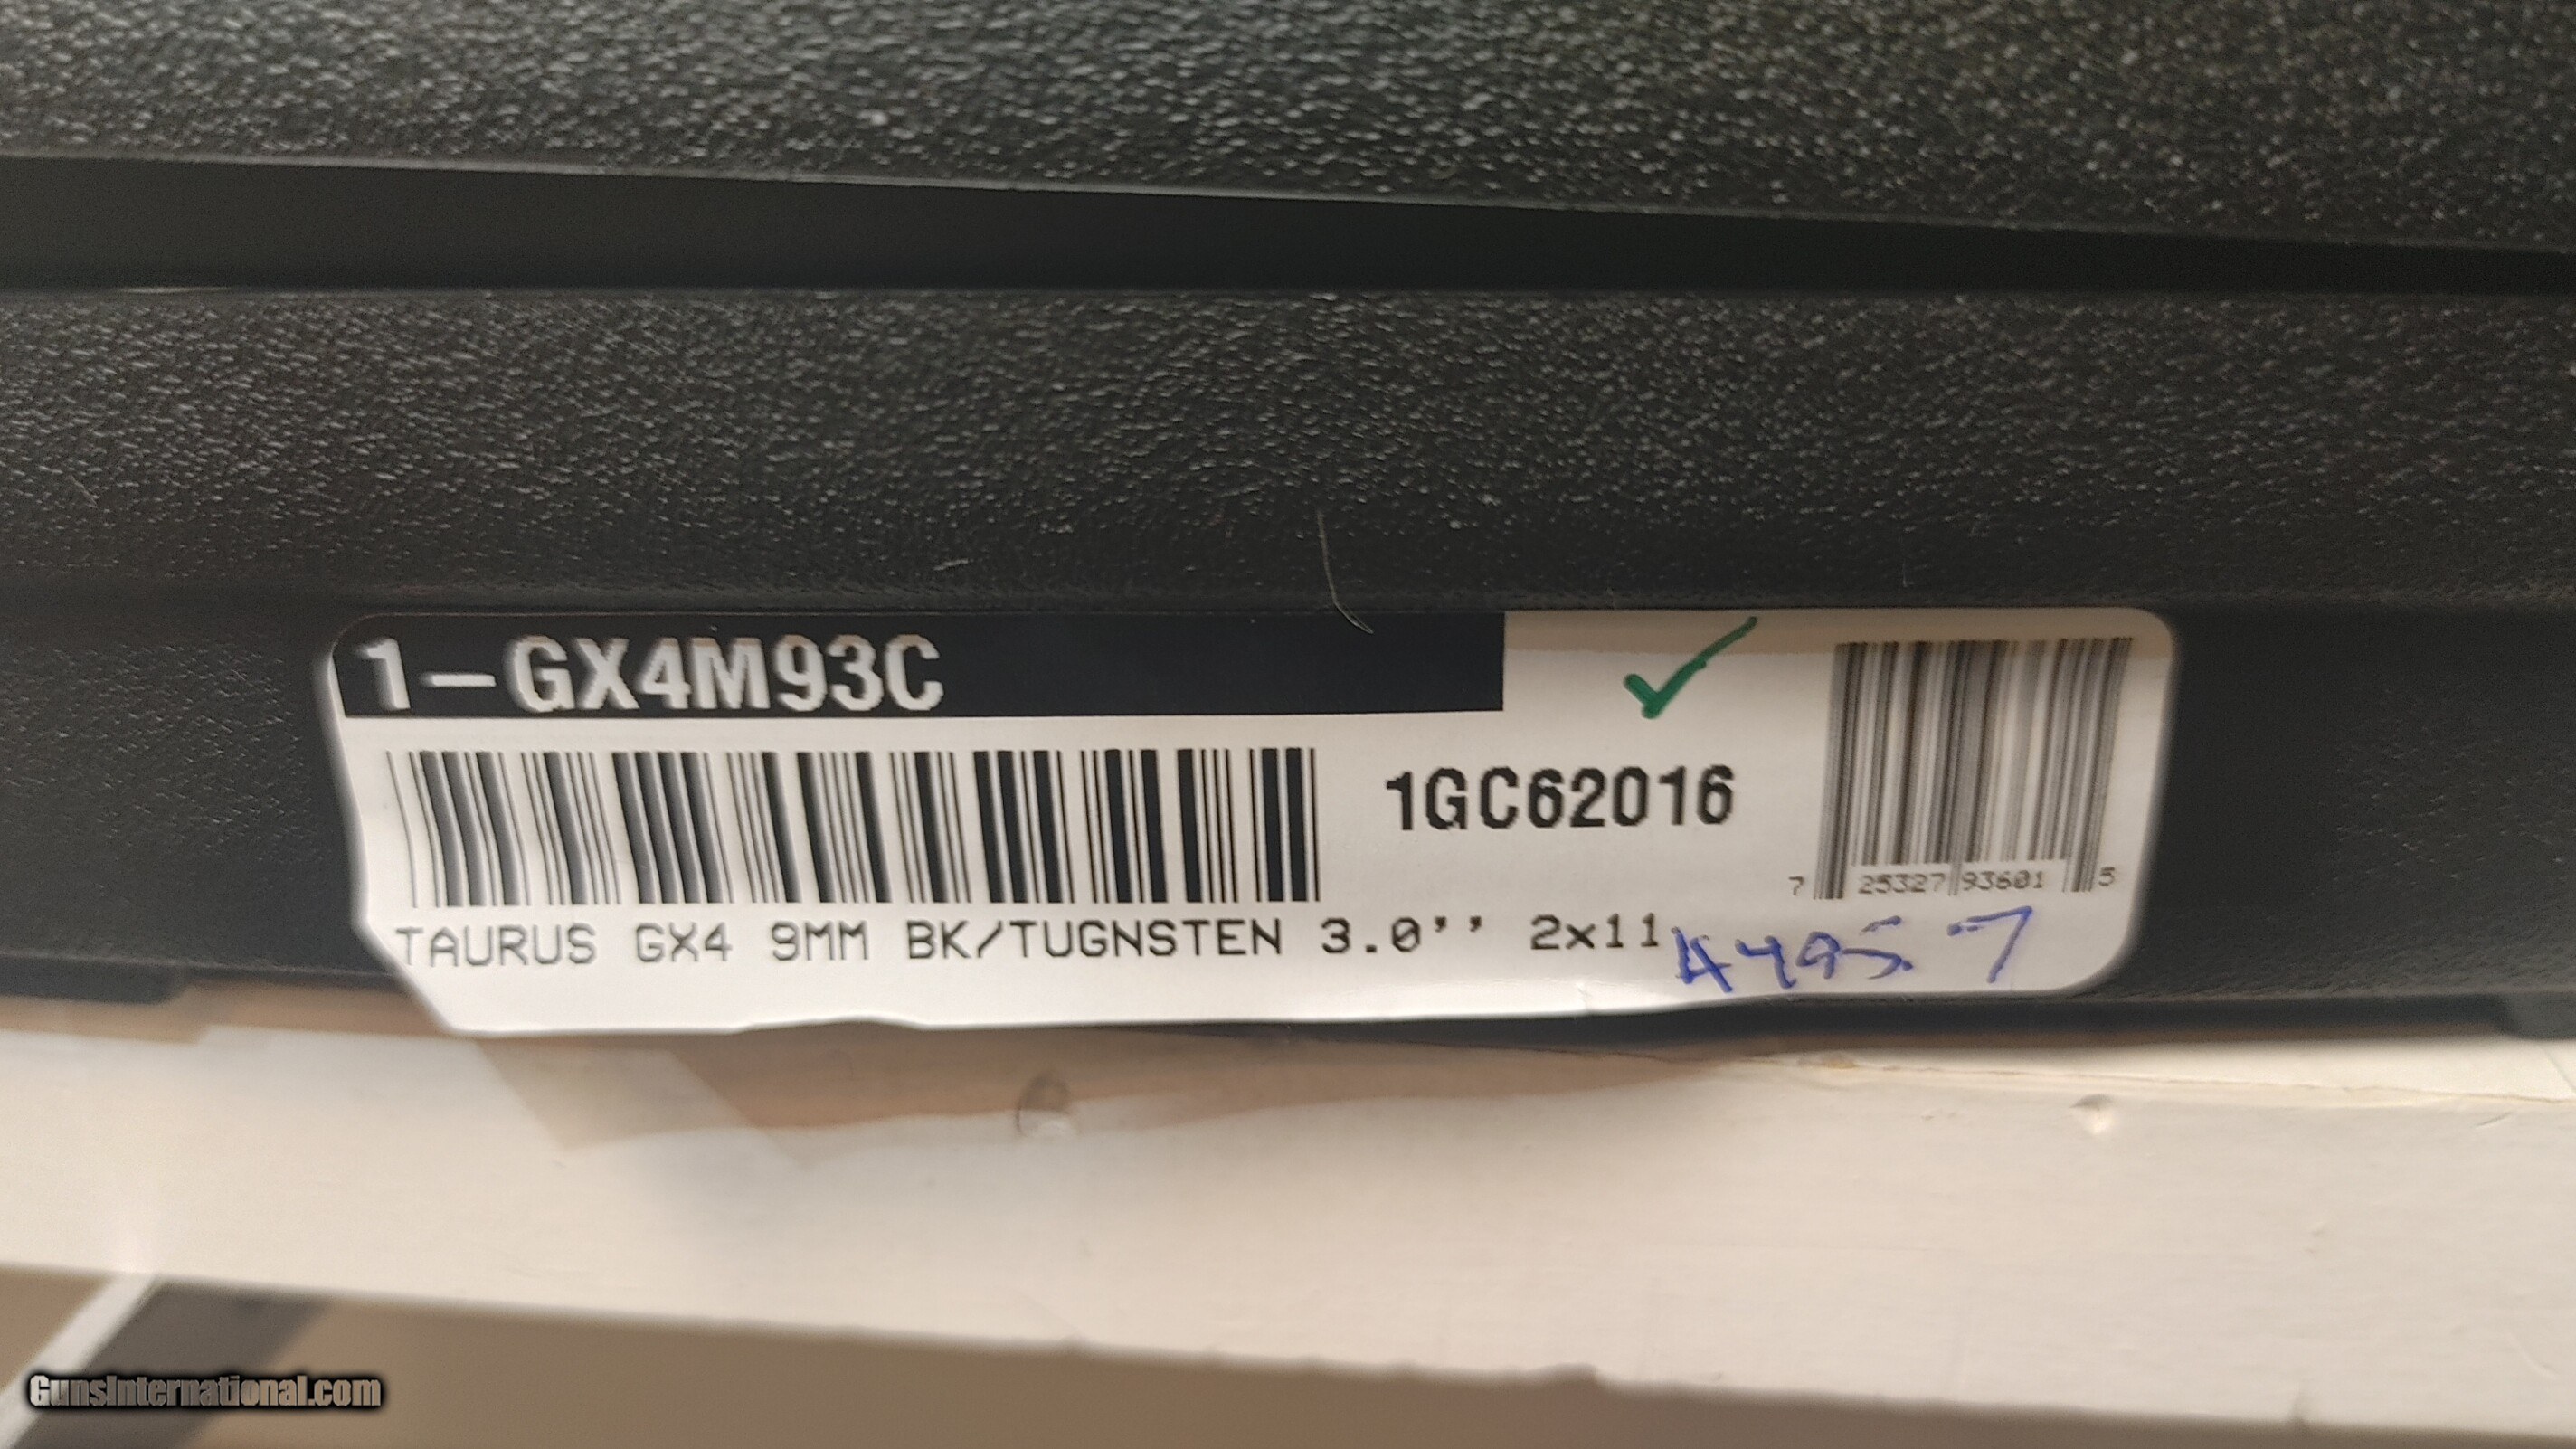 1-GX4M93C
1GC62016
7 25327 93601 5
TAURUS GX4 9MM BK/TUGNSTEN 3.0'' 2x11
GunsInternational.com